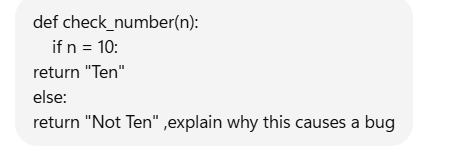 def check_number(n):
    if n = 10:
return "Ten"
else:
return "Not Ten" ,explain why this causes a bug